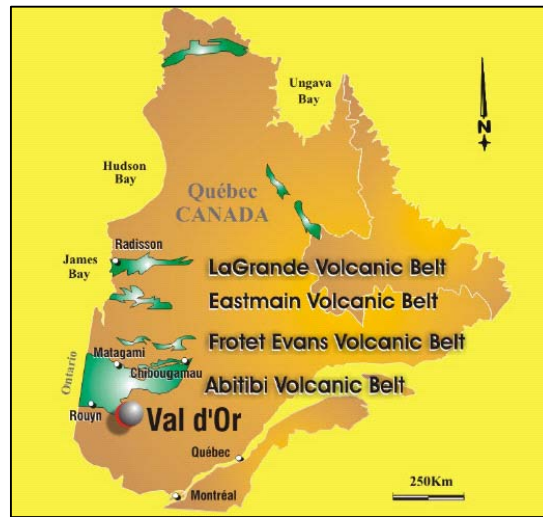 Ungava
Bay
N
Hudson
Bay
Québec
CANADA
James
Bay
Radisson
LaGrande Volcanic Belt
Eastmain Volcanic Belt
Frotet Evans Volcanic Belt
Matagami
Chibougamau
Abitibi Volcanic Belt
Ontario
Rouyn
Val d'Or
Québec
250Km
Montréal